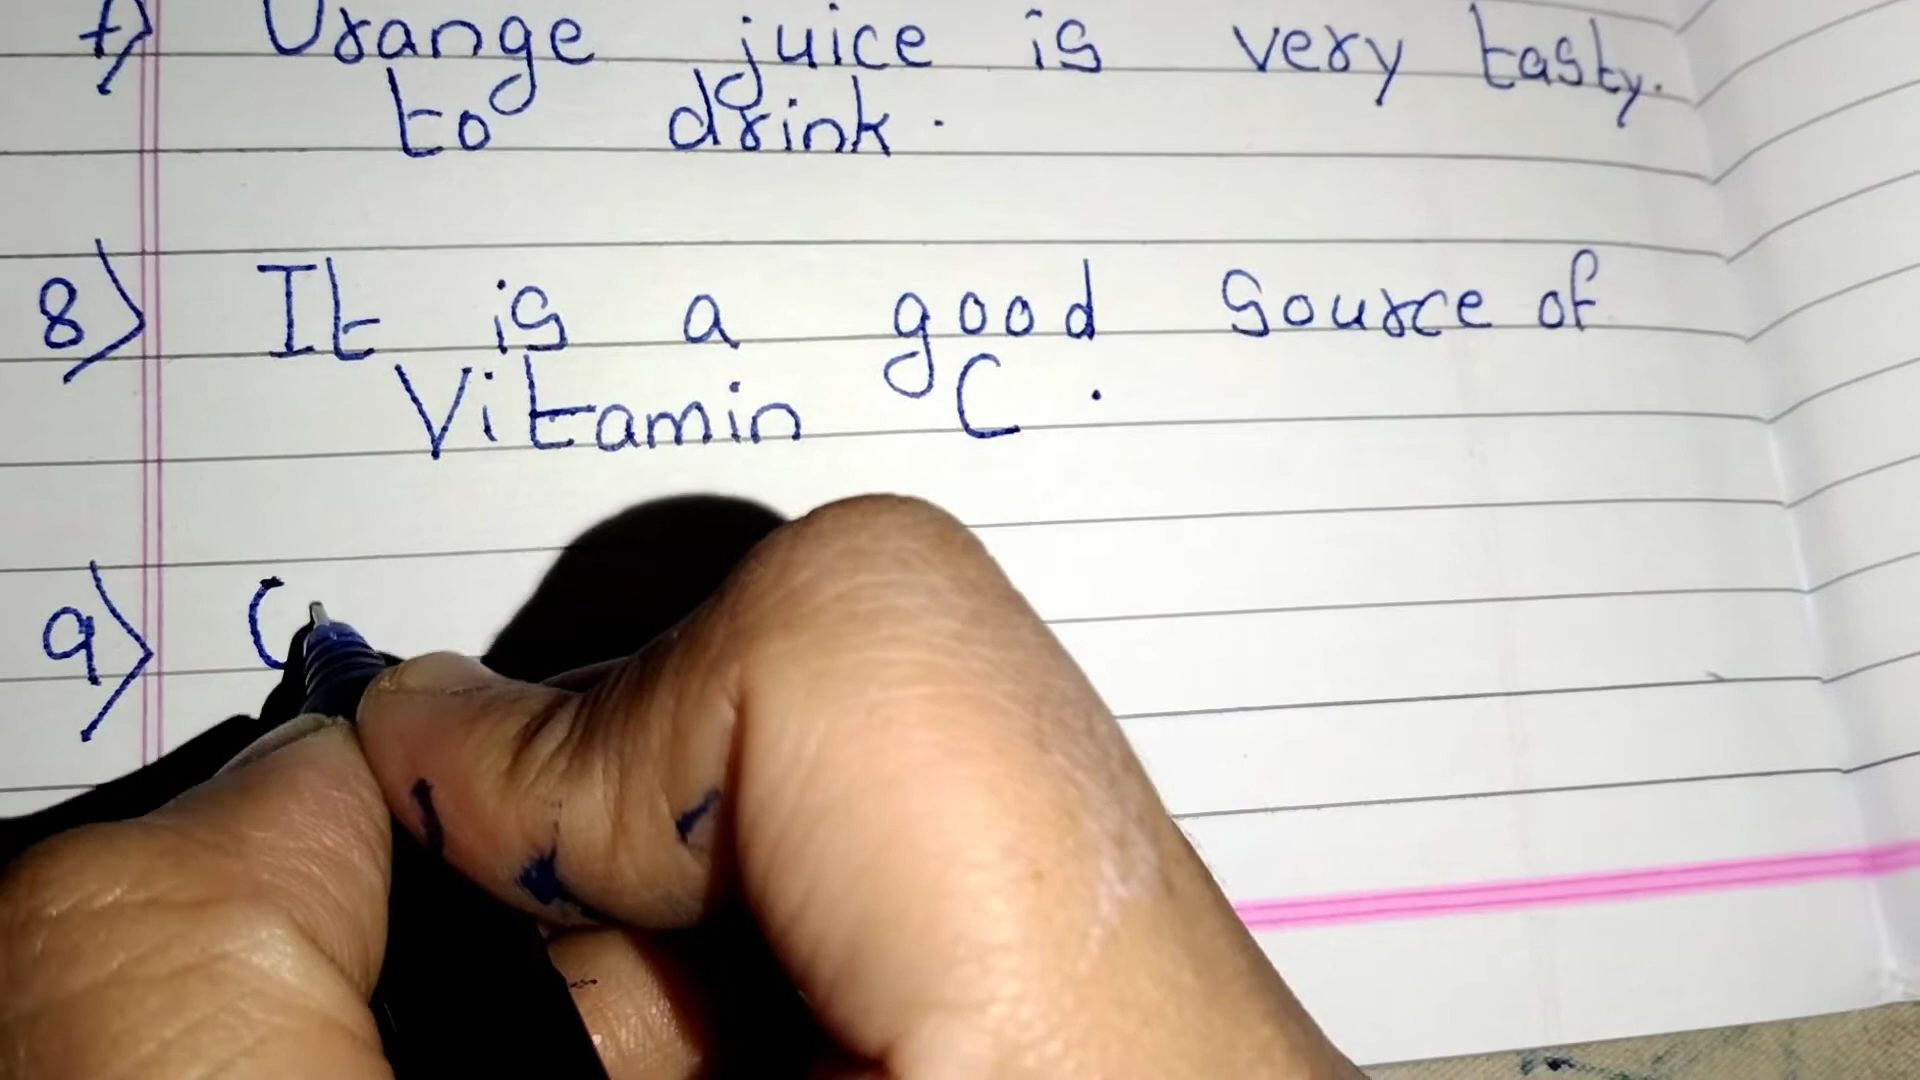 7) Orange juice is very tasty.
to drink.
8) It is a good source of
Vitamin C.
9)